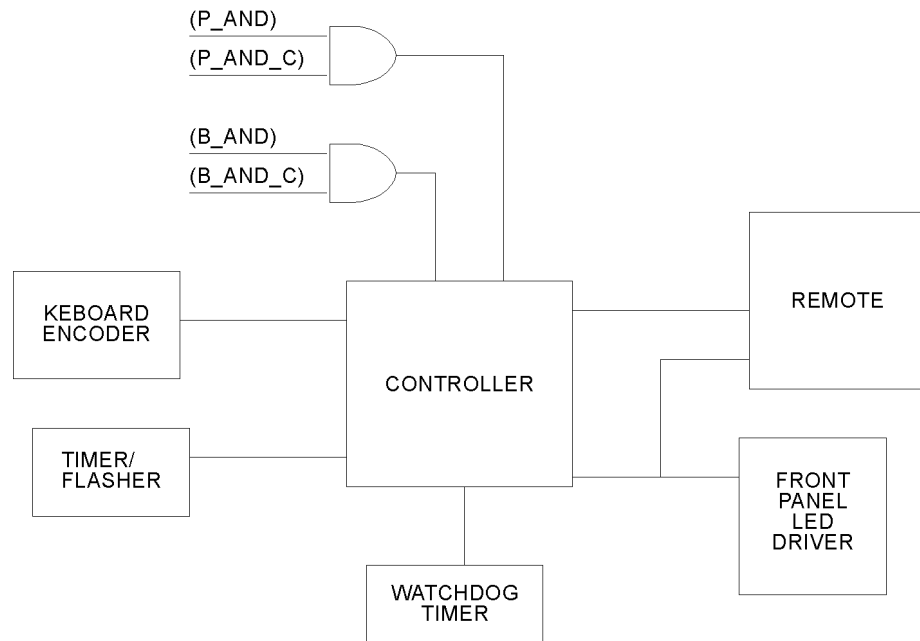 (P_AND)
(P_AND_C)
(B_AND)
(B_AND_C)
KEBOARD
ENCODER
CONTROLLER
REMOTE
TIMER/
FLASHER
FRONT
PANEL
LED
DRIVER
WATCHDOG
TIMER